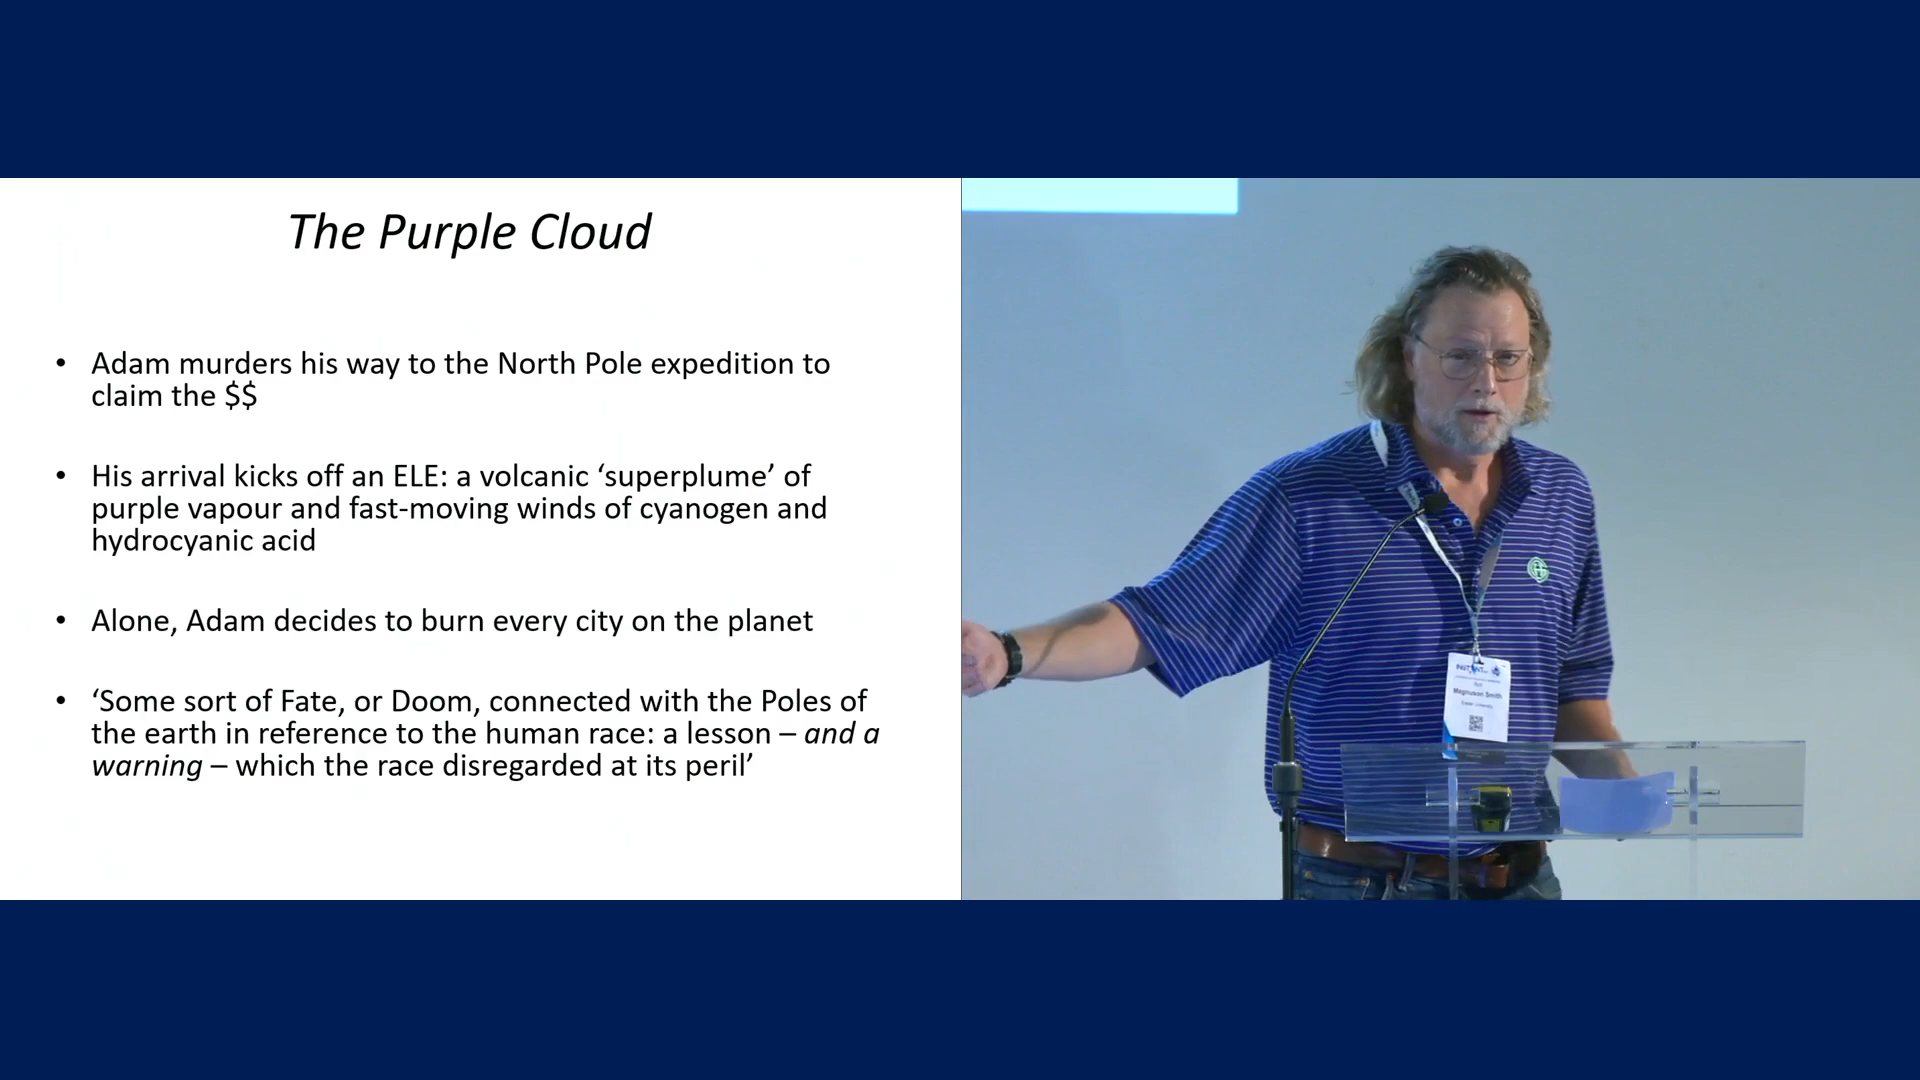 The Purple Cloud
• Adam murders his way to the North Pole expedition to
claim the $$
• His arrival kicks off an ELE: a volcanic ‘superplume’ of
purple vapour and fast-moving winds of cyanogen and
hydrocyanic acid
• Alone, Adam decides to burn every city on the planet
• ‘Some sort of Fate, or Doom, connected with the Poles of
the earth in reference to the human race: a lesson – and a
warning – which the race disregarded at its peril’
Magnuson Smith